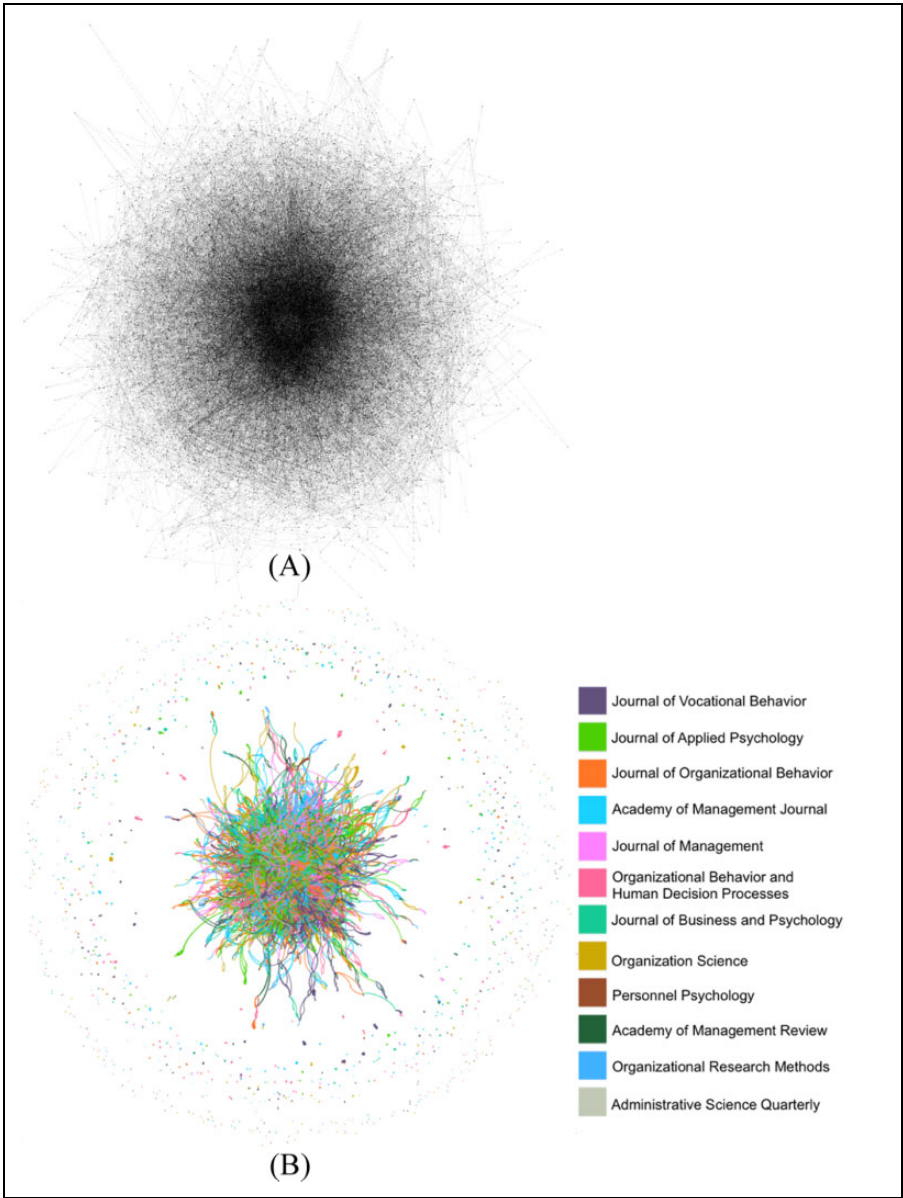 (A)
Journal of Vocational Behavior
Journal of Applied Psychology
Journal of Organizational Behavior
Academy of Management Journal
Journal of Management
Organizational Behavior and
Human Decision Processes
Journal of Business and Psychology
Organization Science
Personnel Psychology
Academy of Management Review
Organizational Research Methods
Administrative Science Quarterly
(B)